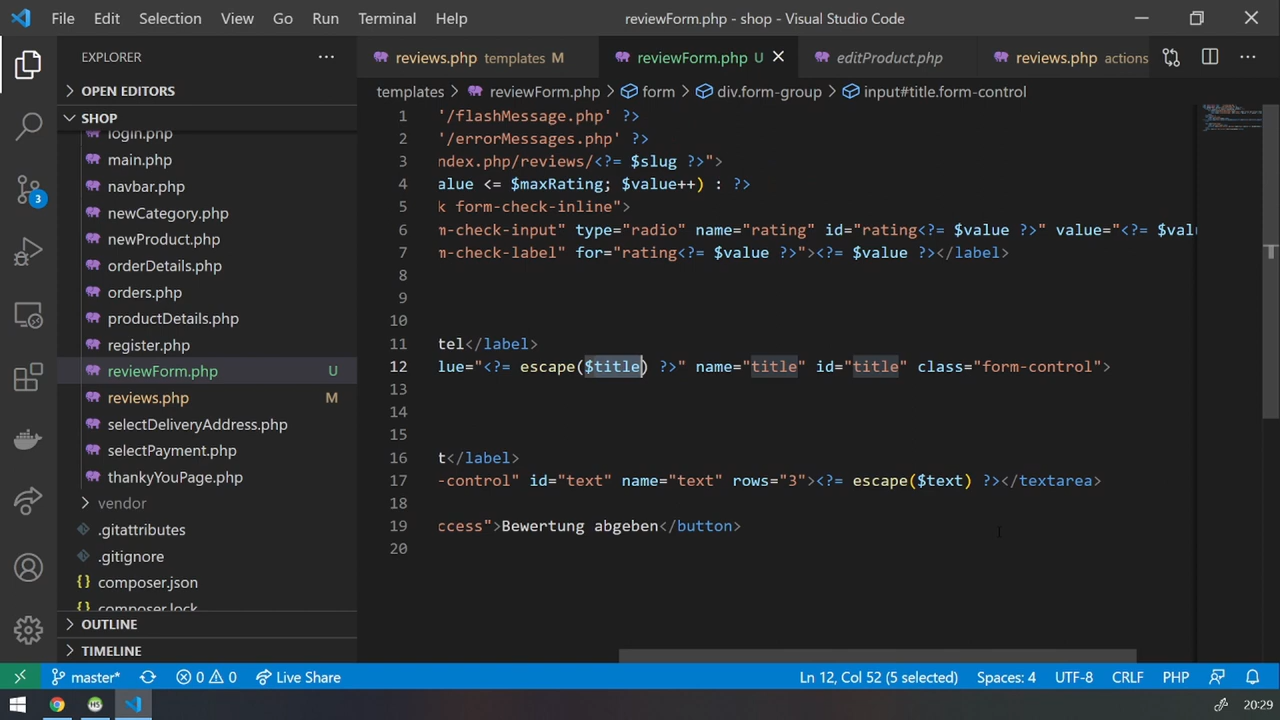 File Edit Selection View Go Run Terminal Help reviewForm.php - shop - Visual Studio Code
EXPLORER
reviews.php templates M reviewForm.php U editProduct.php reviews.php actions
OPEN EDITORS
templates reviewForm.php form div.form-group input#title.form-control
SHOP
login.php
main.php
navbar.php
newCategory.php
newProduct.php
orderDetails.php
orders.php
productDetails.php
register.php
reviewForm.php U
reviews.php M
selectDeliveryAddress.php
selectPayment.php
thankyYouPage.php
vendor
.gitattributes
.gitignore
composer.json
composer.lock
OUTLINE
TIMELINE
1 '/flashMessage.php' ?>
2 '/errorMessages.php' ?>
3 ndex.php/reviews/<?= $slug ?>">
4 alue <= $maxRating; $value++) : ?>
5 k form-check-inline">
6 m-check-input" type="radio" name="rating" id="rating<?= $value ?>" value="<?= $valu
7 m-check-label" for="rating<?= $value ?>"><?= $value ?></label>
8
9
10
11 tel</label>
12 lue="<?= escape($title) ?>" name="title" id="title" class="form-control">
13
14
15
16 t</label>
17 -control" id="text" name="text" rows="3"><?= escape($text) ?></textarea>
18
19 ccess">Bewertung abgeben</button>
20
3
master* 0 0 Live Share Ln 12, Col 52 (5 selected) Spaces: 4 UTF-8 CRLF PHP
HS 20:29